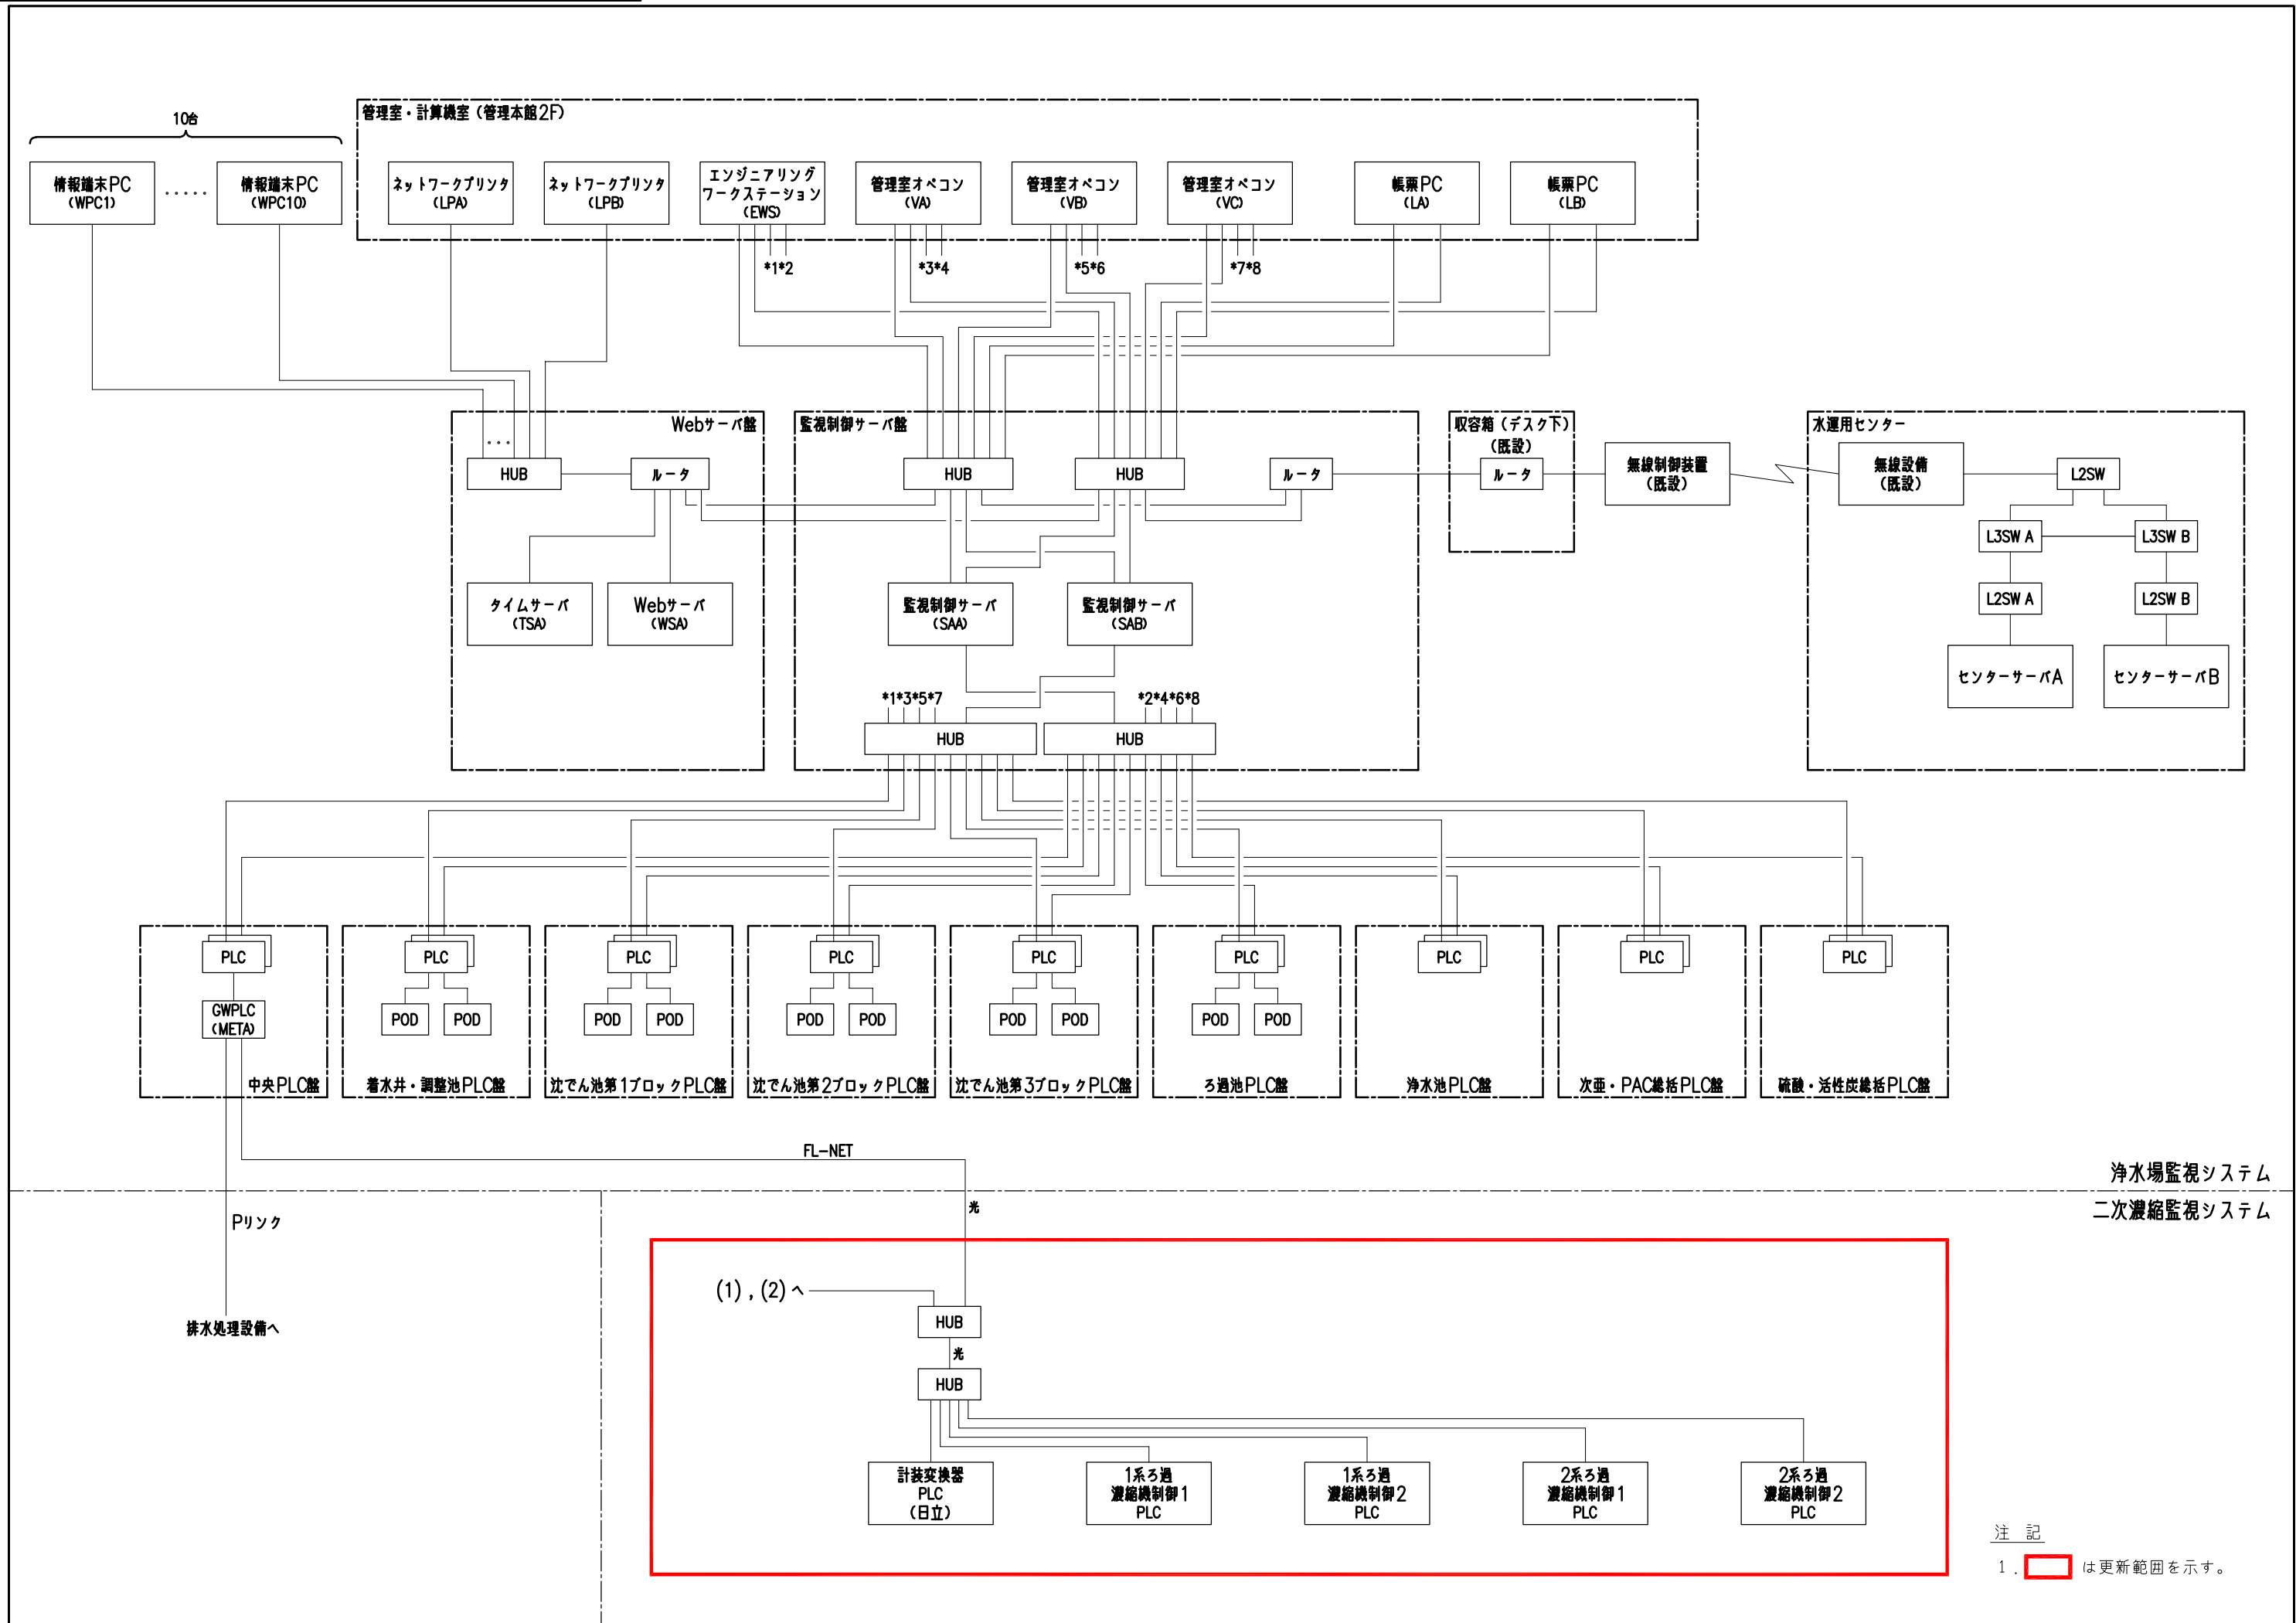 10台
管理室・計算機室（管理本館2F）
情報端末PC
(WPC1)
・・・・・
情報端末PC
(WPC10)
ネットワークプリンタ
(LPA)
ネットワークプリンタ
(LPB)
エンジニアリング
ワークステーション
(EWS)
管理室オペコン
(VA)
管理室オペコン
(VB)
管理室オペコン
(VC)
帳票PC
(LA)
帳票PC
(LB)
*1*2
*3*4
*5*6
*7*8
Webサーバ盤
・・・
HUB
ルータ
タイムサーバ
(TSA)
Webサーバ
(WSA)
監視制御サーバ盤
HUB
HUB
ルータ
監視制御サーバ
(SAA)
監視制御サーバ
(SAB)
*1*3*5*7
*2*4*6*8
HUB
HUB
収容箱（デスク下）
（既設）
ルータ
無線制御装置
（既設）
水運用センター
無線設備
（既設）
L2SW
L3SW A
L3SW B
L2SW A
L2SW B
センターサーバA
センターサーバB
PLC
GWPLC
(META)
中央PLC盤
PLC
POD
POD
着水井・調整池PLC盤
PLC
POD
POD
沈でん池第1ブロックPLC盤
PLC
POD
POD
沈でん池第2ブロックPLC盤
PLC
POD
POD
沈でん池第3ブロックPLC盤
PLC
POD
POD
ろ過池PLC盤
PLC
浄水池PLC盤
PLC
次亜・PAC総括PLC盤
PLC
硫酸・活性炭総括PLC盤
FL-NET
浄水場監視システム
二次濃縮監視システム
光
Pリンク
排水処理設備へ
(1),(2)へ
HUB
光
HUB
計装変換器
PLC
（日立）
1系ろ過
濃縮機制御1
PLC
1系ろ過
濃縮機制御2
PLC
2系ろ過
濃縮機制御1
PLC
2系ろ過
濃縮機制御2
PLC
注　記
1. は更新範囲を示す。